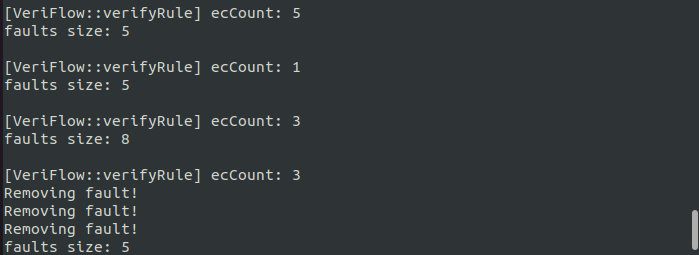 [VeriFlow::verifyRule] ecCount: 5
faults size: 5
[VeriFlow::verifyRule] ecCount: 1
faults size: 5
[VeriFlow::verifyRule] ecCount: 3
faults size: 8
[VeriFlow::verifyRule] ecCount: 3
Removing fault!
Removing fault!
Removing fault!
faults size: 5